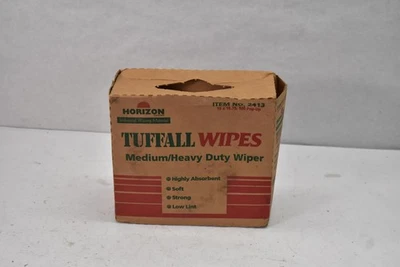 HORIZON
ITEM No. 2413
TUFFALL WIPES
Medium/Heavy Duty Wiper
Highly Absorbent
Soft
Strong
Low Lint